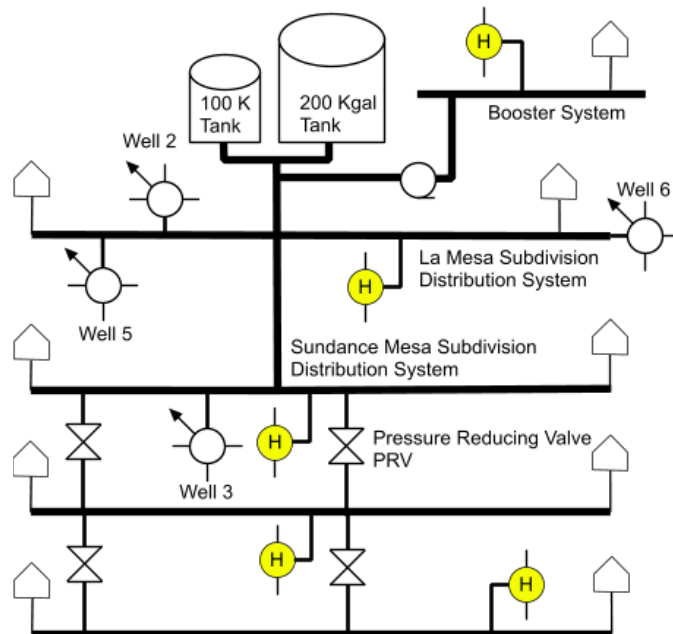 H
100 K
Tank
200 Kgal
Tank
Booster System
Well 2
Well 6
La Mesa Subdivision
Distribution System
H
Well 5
Sundance Mesa Subdivision
Distribution System
H
Pressure Reducing Valve
PRV
Well 3
H
H